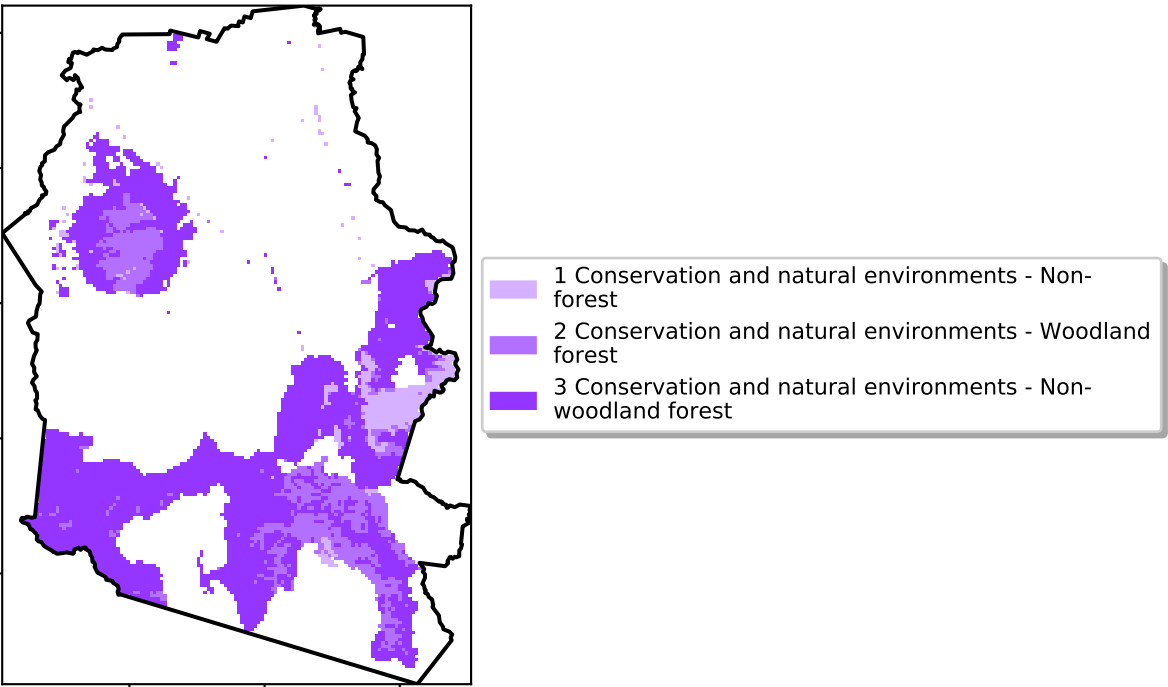 1 Conservation and natural environments - Non-
forest
2 Conservation and natural environments - Woodland
forest
3 Conservation and natural environments - Non-
woodland forest